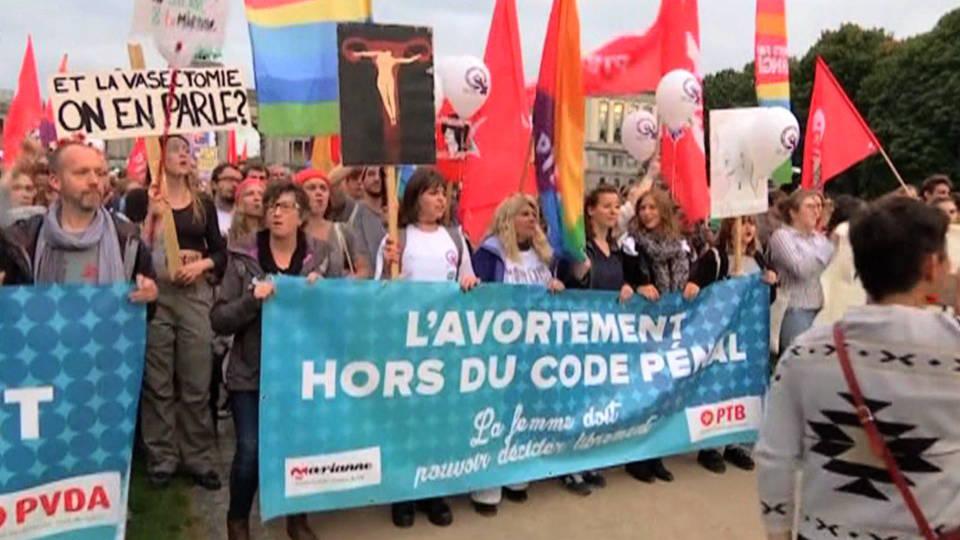 ET LA VASECTOMIE
ON EN PARLE?
L'AVORTEMENT
HORS DU CODE PÉNAL
La femme doit
pouvoir décider librement
MARIANNE
PTB
T
PVDA